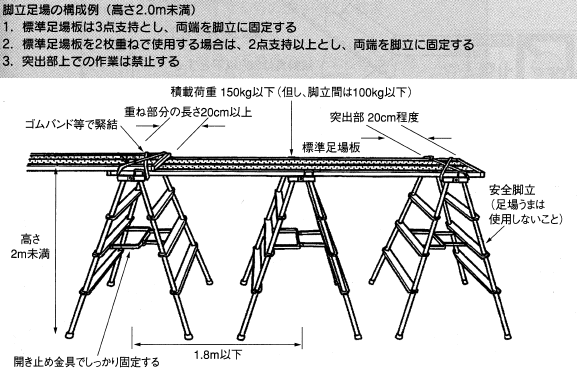 脚立足場の構成例（高さ2.0m未満）
1. 標準足場板は3点支持とし、両端を脚立に固定する
2. 標準足場板を2枚重ねで使用する場合は、2点支持以上とし、両端を脚立に固定する
3. 突出部上での作業は禁止する
積載荷重 150kg以下（但し、脚立間は100kg以下）
重ね部分の長さ20cm以上
突出部 20cm程度
ゴムバンド等で緊結
標準足場板
安全脚立
（足場うまは
使用しないこと）
高さ
2m未満
1.8m以下
開き止め金具でしっかり固定する